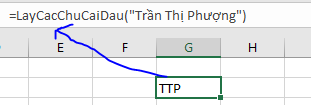 =LayCacChuCaiDau("Trần Thị Phượng")
E F G H
TTP